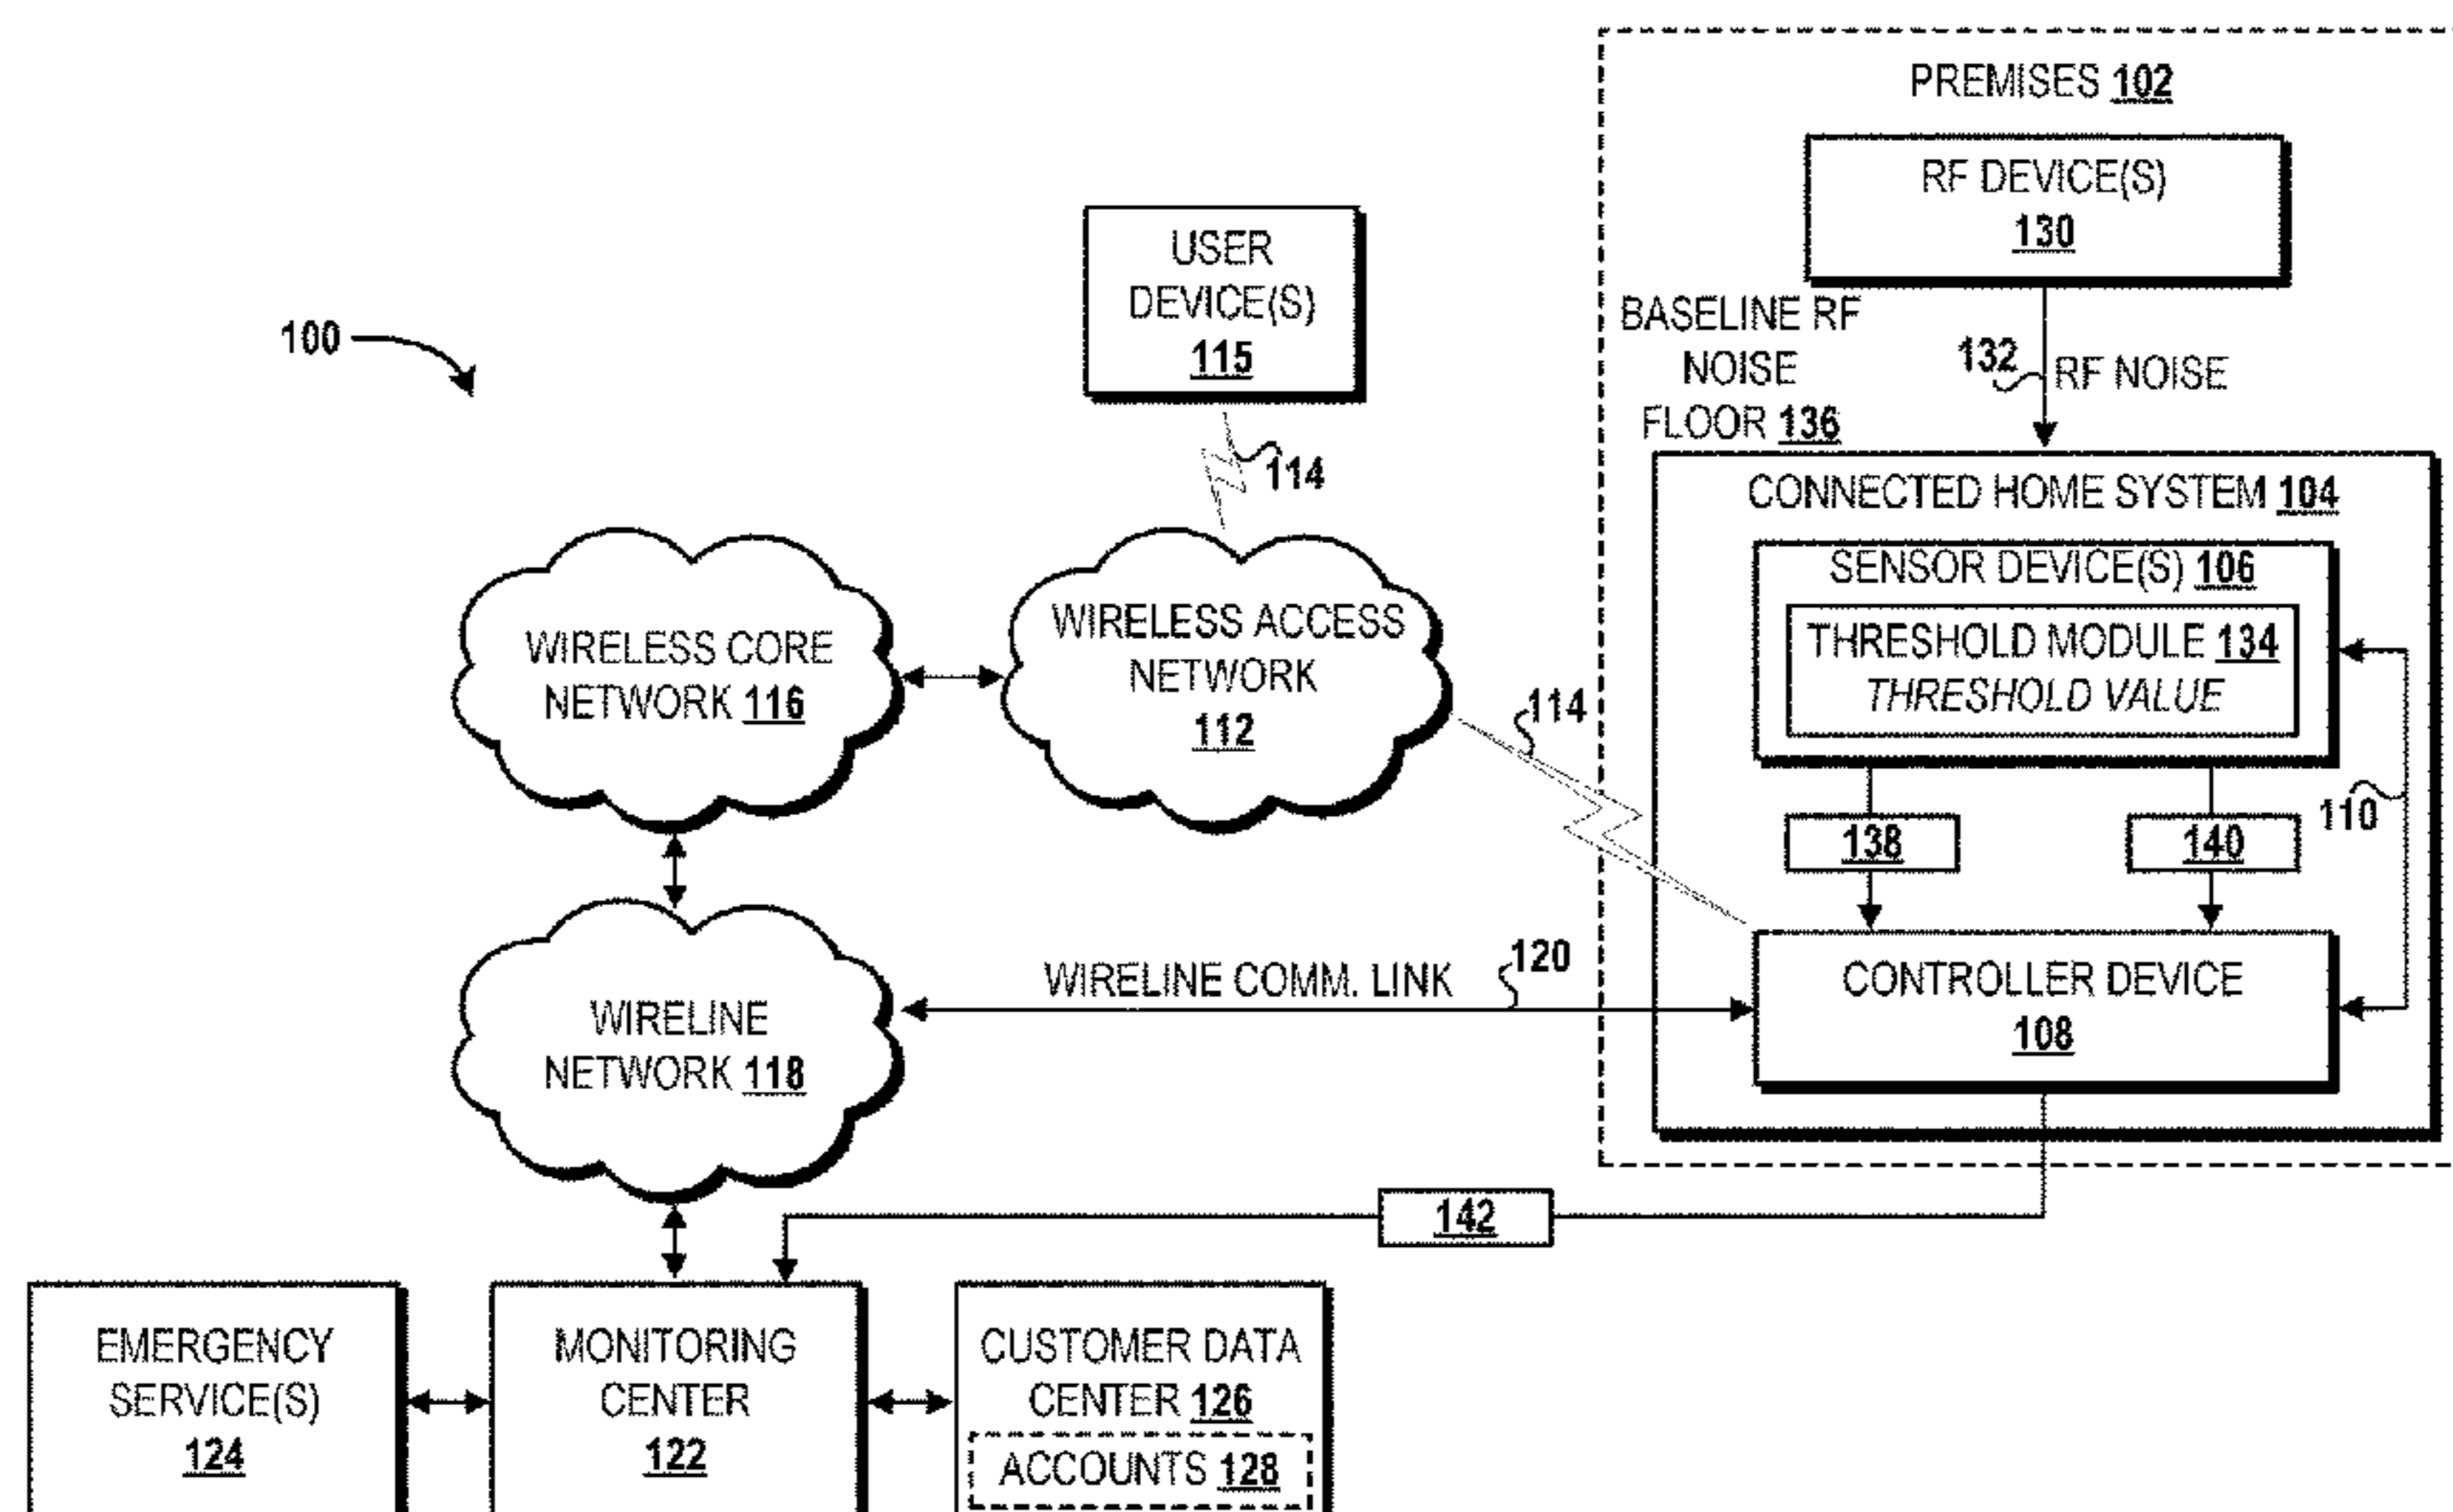 PREMISES 102
RF DEVICE(S)
130
USER
DEVICE(S)
115
100
BASELINE RF
NOISE
FLOOR 136
132
RF NOISE
114
CONNECTED HOME SYSTEM 104
SENSOR DEVICE(S) 106
THRESHOLD MODULE 134
THRESHOLD VALUE
WIRELESS CORE
NETWORK 116
WIRELESS ACCESS
NETWORK
112
114
110
138
140
WIRELINE COMM. LINK
120
CONTROLLER DEVICE
108
WIRELINE
NETWORK 118
142
EMERGENCY
SERVICE(S)
124
MONITORING
CENTER
122
CUSTOMER DATA
CENTER 126
ACCOUNTS 128